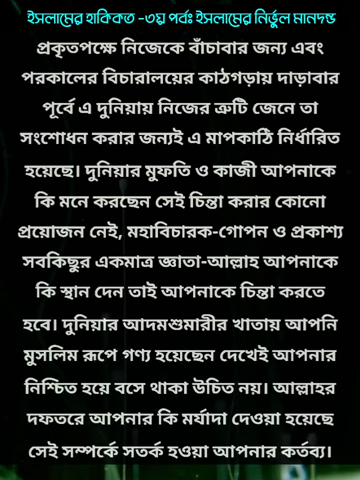 ইসলামের হাকিকত -৩য় পর্বঃ ইসলামের নির্ভুল মানদন্ড
প্রকৃতপক্ষে নিজেকে বাঁচাবার জন্য এবং
পরকালের বিচারালয়ের কাঠগড়ায় দাড়াবার
পূর্বে এ দুনিয়ায় নিজের ত্রুটি জেনে তা
সংশোধন করার জন্যই এ মাপকাঠি নির্ধারিত
হয়েছে। দুনিয়ার মুফতি ও কাজী আপনাকে
কি মনে করছেন সেই চিন্তা করার কোনো
প্রয়োজন নেই, মহাবিচারক-গোপন ও প্রকাশ্য
সবকিছুর একমাত্র জ্ঞাতা-আল্লাহ আপনাকে
কি স্থান দেন তাই আপনাকে চিন্তা করতে
হবে। দুনিয়ার আদমশুমারীর খাতায় আপনি
মুসলিম রূপে গণ্য হয়েছেন দেখেই আপনার
নিশ্চিত হয়ে বসে থাকা উচিত নয়। আল্লাহর
দফতরে আপনার কি মর্যাদা দেওয়া হয়েছে
সেই সম্পর্কে সতর্ক হওয়া আপনার কর্তব্য।